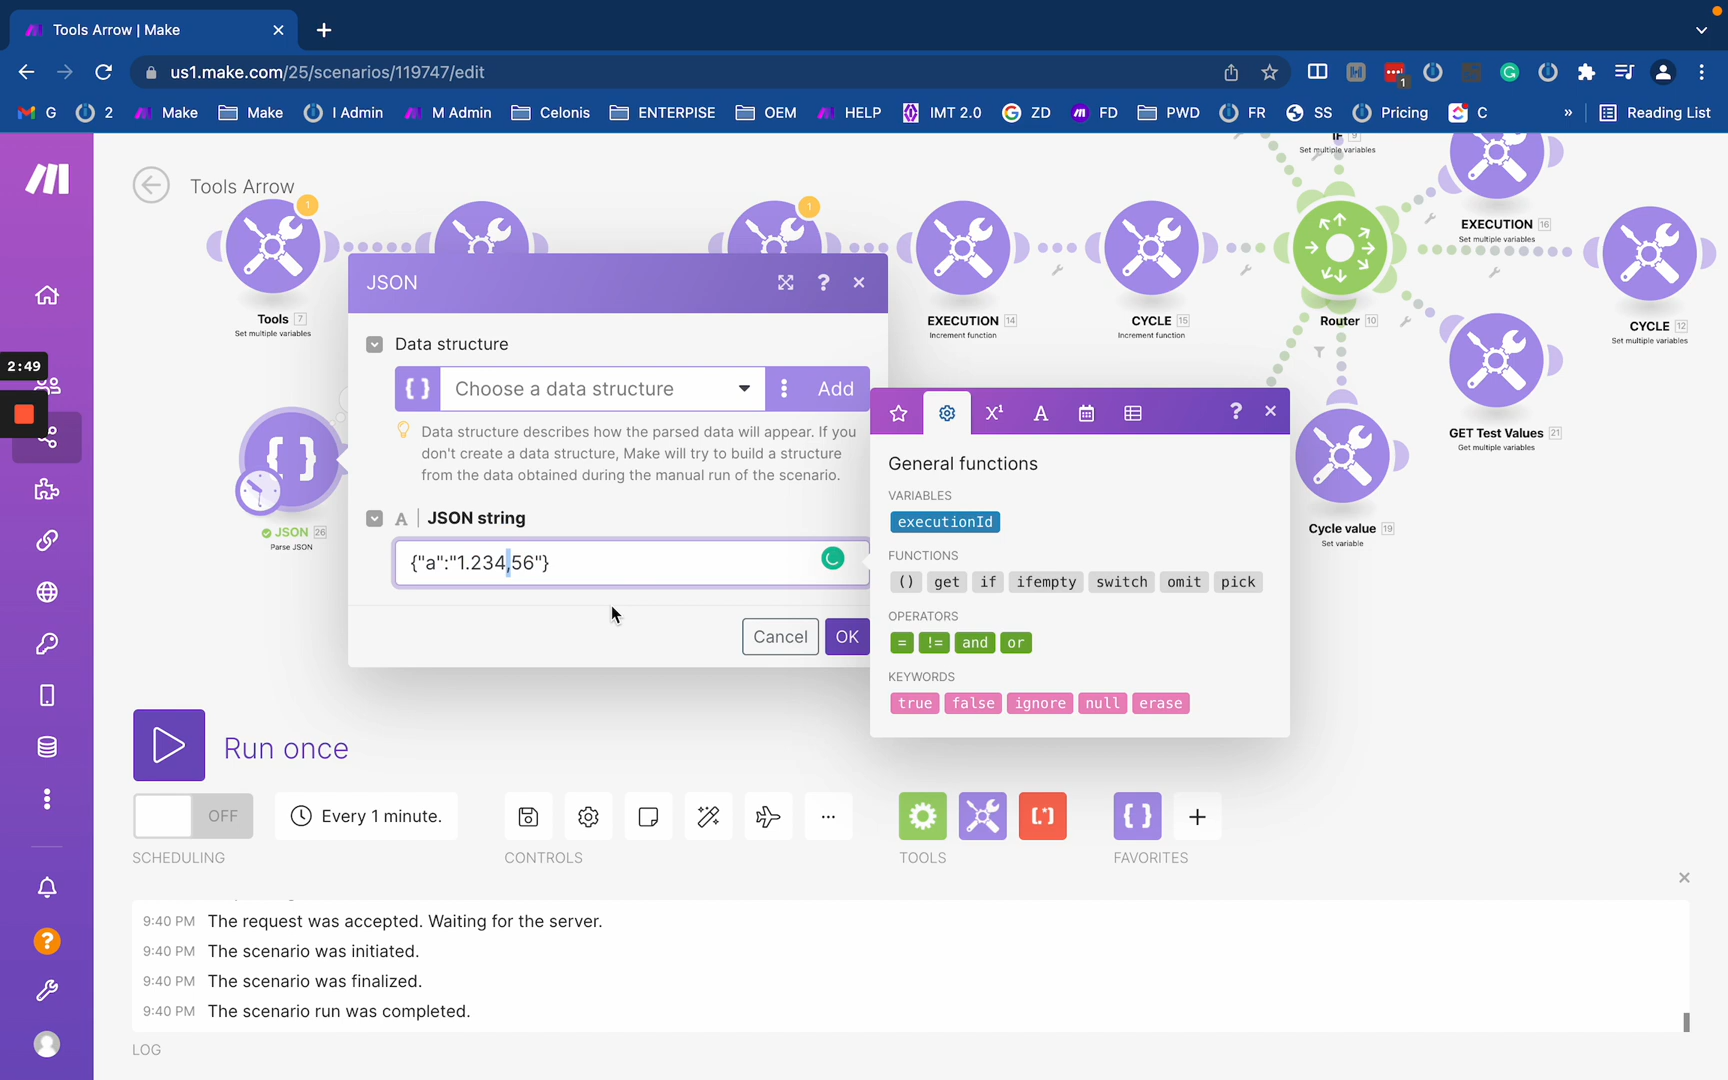 Tools Arrow | Make
us1.make.com/25/scenarios/119747/edit
1
G
2
Make
Make
I Admin
M Admin
Celonis
ENTERPISE
OEM
HELP
IMT 2.0
ZD
FD
PWD
FR
SS
Pricing
C
»
Reading List
Tools Arrow
IF 9
Set multiple variables
1
1
EXECUTION 16
Set multiple variables
Tools 7
Set multiple variables
EXECUTION 14
Increment function
CYCLE 15
Increment function
Router 10
CYCLE 12
Set multiple variables
2:49
JSON
?
Data structure
{ } Choose a data structure
Add
Data structure describes how the parsed data will appear. If you
don't create a data structure, Make will try to build a structure
from the data obtained during the manual run of the scenario.
A JSON string
{"a":"1.234,56"}
Cancel
OK
X¹ A
?
General functions
VARIABLES
executionId
FUNCTIONS
() get if ifempty switch omit pick
OPERATORS
= != and or
KEYWORDS
true false ignore null erase
GET Test Values 21
Get multiple variables
Cycle value 19
Set variable
{ }
JSON 26
Parse JSON
Run once
OFF
Every 1 minute.
...
[.*]
{ }
+
SCHEDULING
CONTROLS
TOOLS
FAVORITES
9:40 PM The request was accepted. Waiting for the server.
9:40 PM The scenario was initiated.
9:40 PM The scenario was finalized.
9:40 PM The scenario run was completed.
LOG
?